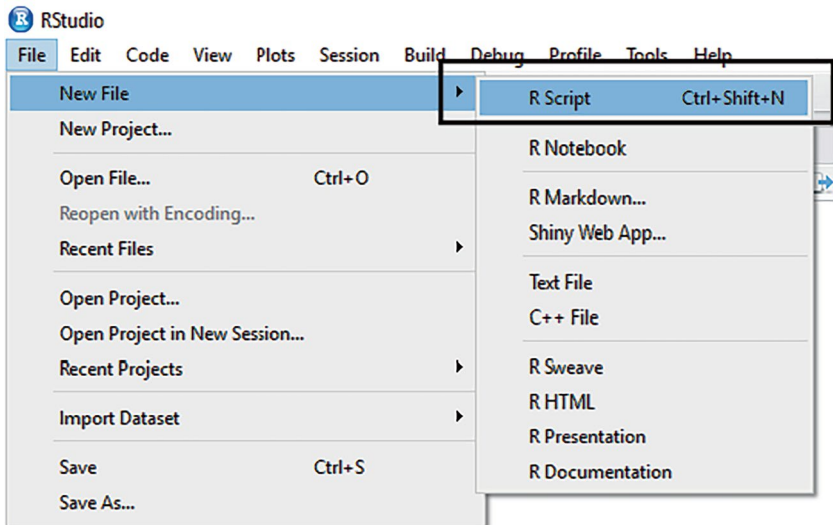 R RStudio
File Edit Code View Plots Session Build Debug Profile Tools Help
New File
New Project...
Open File... Ctrl+O
Reopen with Encoding...
Recent Files
Open Project...
Open Project in New Session...
Recent Projects
Import Dataset
Save Ctrl+S
Save As...
R Script Ctrl+Shift+N
R Notebook
R Markdown...
Shiny Web App...
Text File
C++ File
R Sweave
R HTML
R Presentation
R Documentation